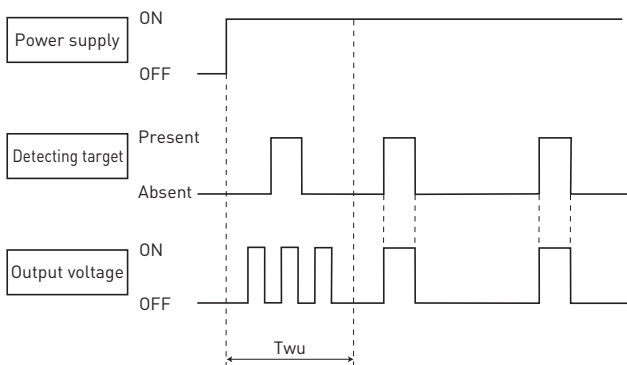 ON
Power supply
OFF
Present
Detecting target
Absent
ON
Output voltage
OFF
Twu